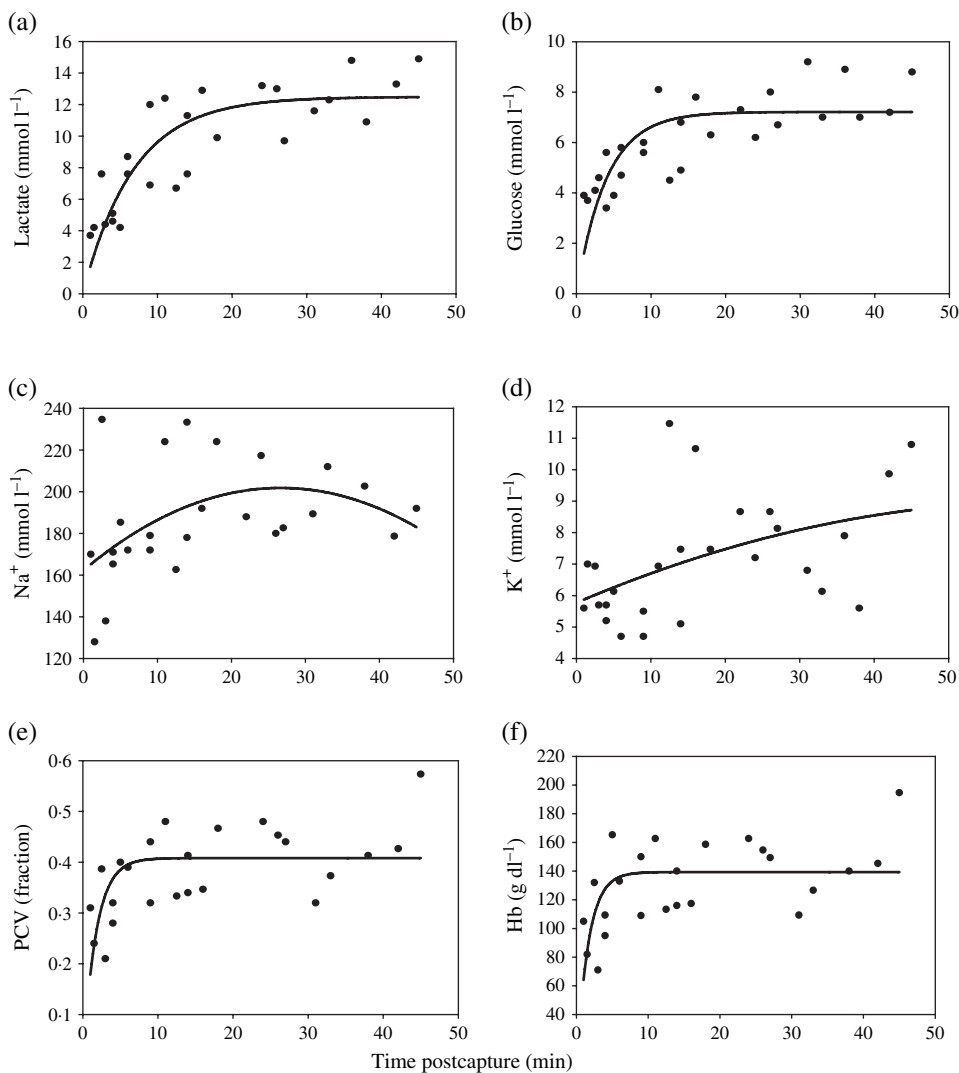 (a)
16
14
12
10
8
6
4
2
0
Lactate (mmol l⁻¹)
0 10 20 30 40 50
(b)
10
8
6
4
2
0
Glucose (mmol l⁻¹)
0 10 20 30 40 50
(c)
240
220
200
180
160
140
120
Na⁺ (mmol l⁻¹)
0 10 20 30 40 50
(d)
12
11
10
9
8
7
6
5
4
K⁺ (mmol l⁻¹)
0 10 20 30 40 50
(e)
0·6
0·5
0·4
0·3
0·2
0·1
PCV (fraction)
0 10 20 30 40 50
(f)
220
200
180
160
140
120
100
80
60
40
Hb (g dl⁻¹)
0 10 20 30 40 50
Time postcapture (min)